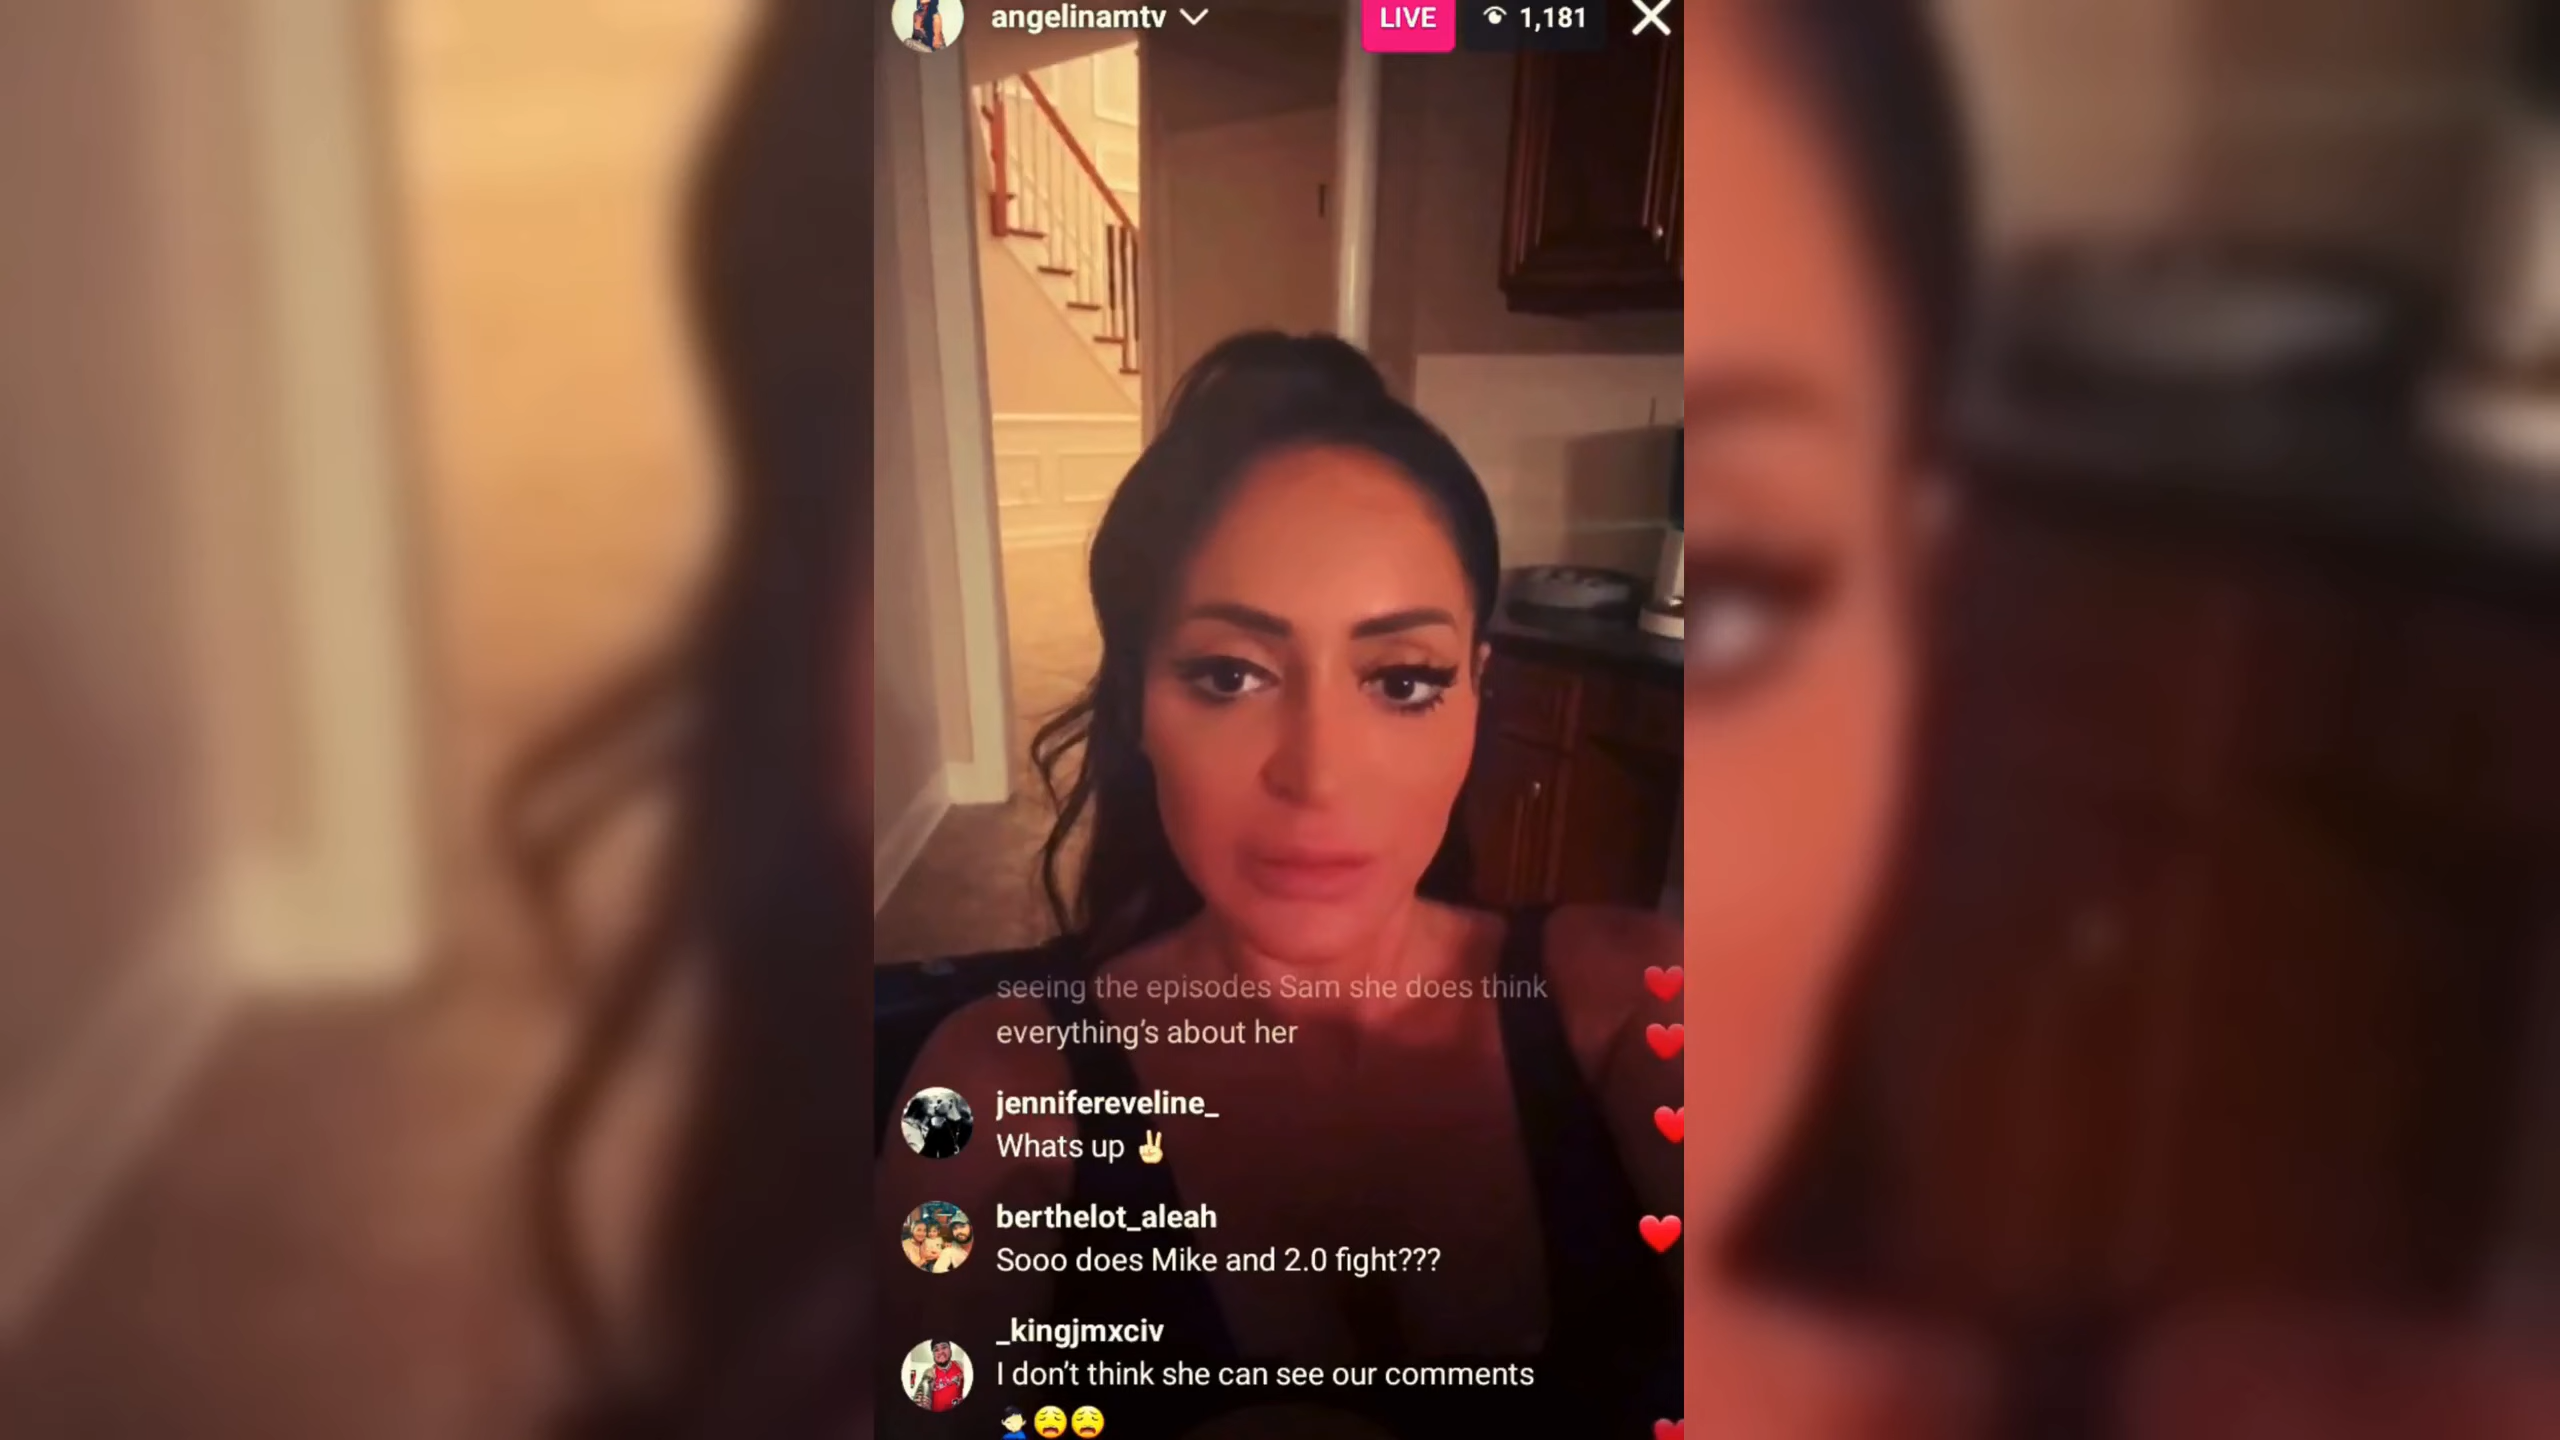 angelinamtv
LIVE
1,181
seeing the episodes Sam she does think
everything's about her
jennifereveline_
Whats up ✌🏻
berthelot_aleah
Sooo does Mike and 2.0 fight???
_kingjmxciv
I don't think she can see our comments
🤦🏻‍♂️😩😩